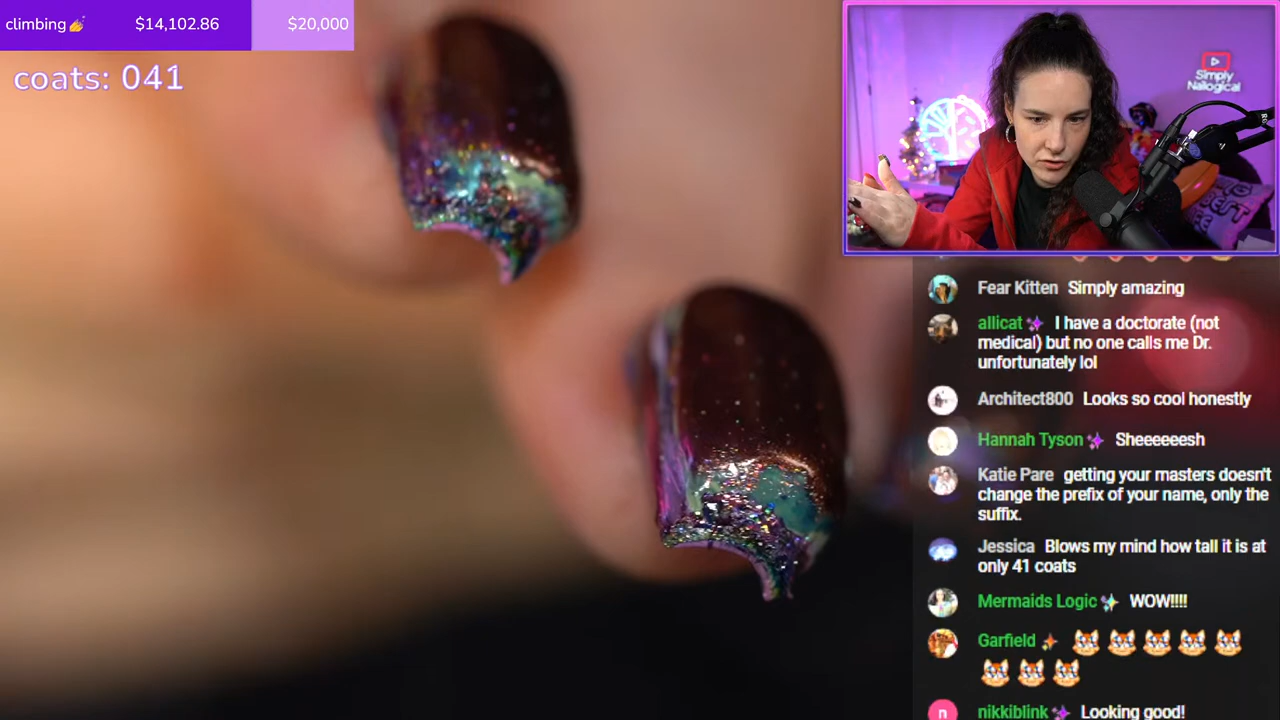 climbing💅 $14,102.86 $20,000
coats: 041
Simply
Nailogical
Fear Kitten Simply amazing
allicat I have a doctorate (not
medical) but no one calls me Dr.
unfortunately lol
Architect800 Looks so cool honestly
Hannah Tyson Sheeeeeesh
Katie Pare getting your masters doesn't
change the prefix of your name, only the
suffix.
Jessica Blows my mind how tall it is at
only 41 coats
Mermaids Logic WOW!!!!
Garfield
n nikkiblink Looking good!